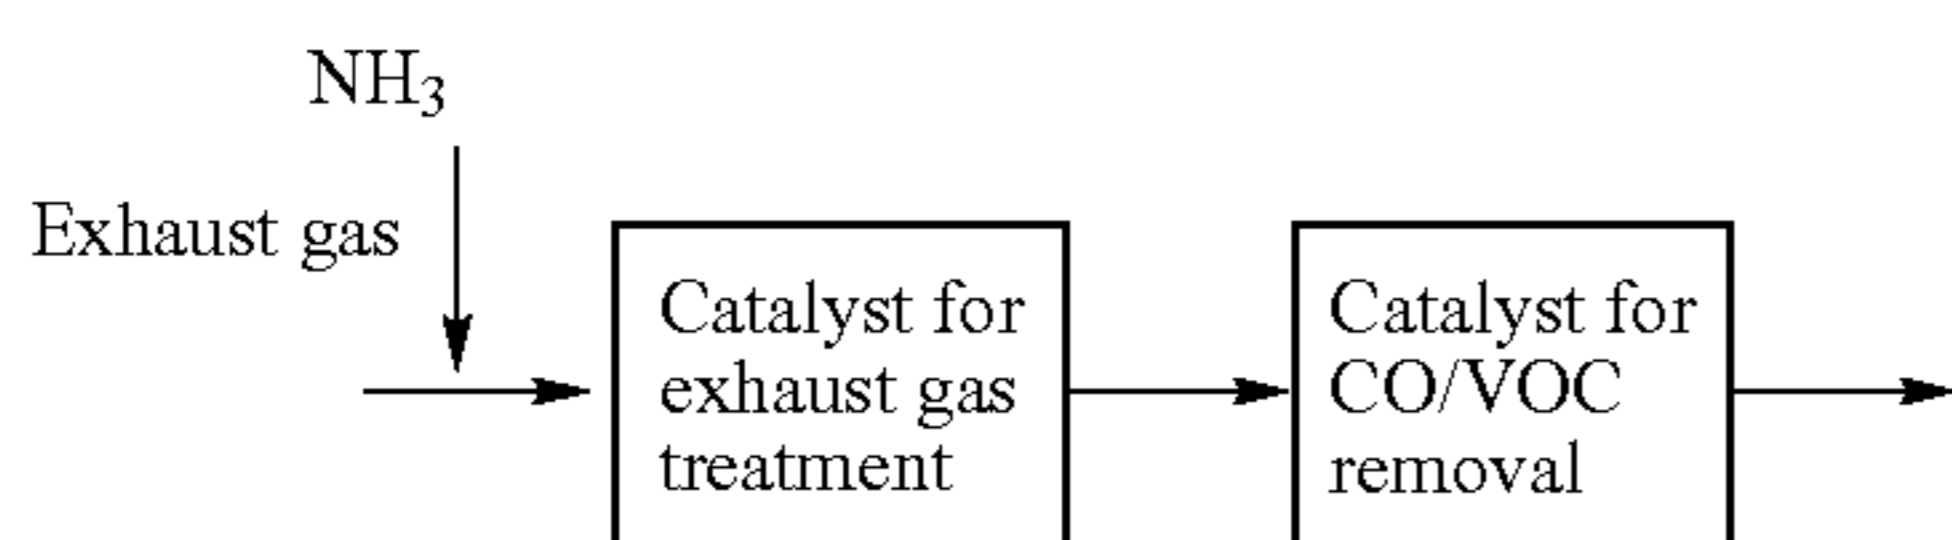 NH₃
Exhaust gas
Catalyst for
exhaust gas
treatment
Catalyst for
CO/VOC
removal